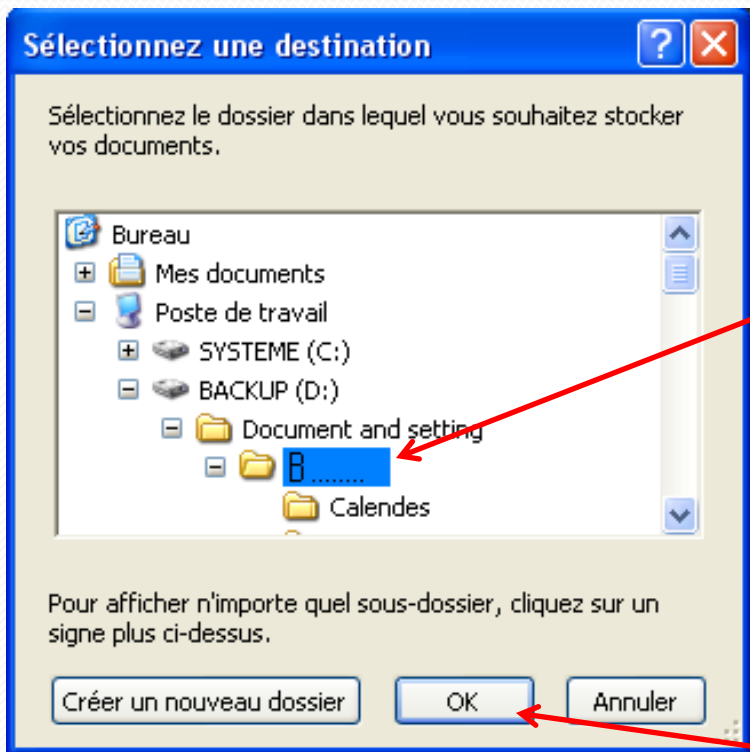 Sélectionnez une destination
Sélectionnez le dossier dans lequel vous souhaitez stocker
vos documents.
Bureau
Mes documents
Poste de travail
SYSTEME (C:)
BACKUP (D:)
Document and setting
B........
Calendes
Pour afficher n'importe quel sous-dossier, cliquez sur un
signe plus ci-dessus.
Créer un nouveau dossier
OK
Annuler